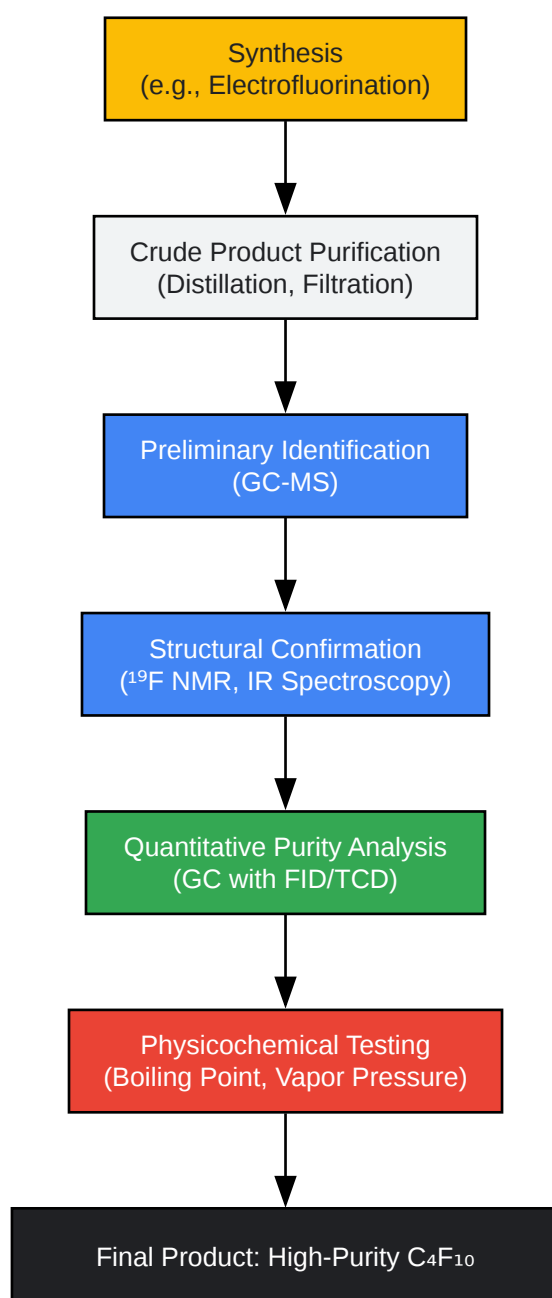 Synthesis
(e.g., Electrofluorination)
Crude Product Purification
(Distillation, Filtration)
Preliminary Identification
(GC-MS)
Structural Confirmation
(¹⁹F NMR, IR Spectroscopy)
Quantitative Purity Analysis
(GC with FID/TCD)
Physicochemical Testing
(Boiling Point, Vapor Pressure)
Final Product: High-Purity C₄F₁₀